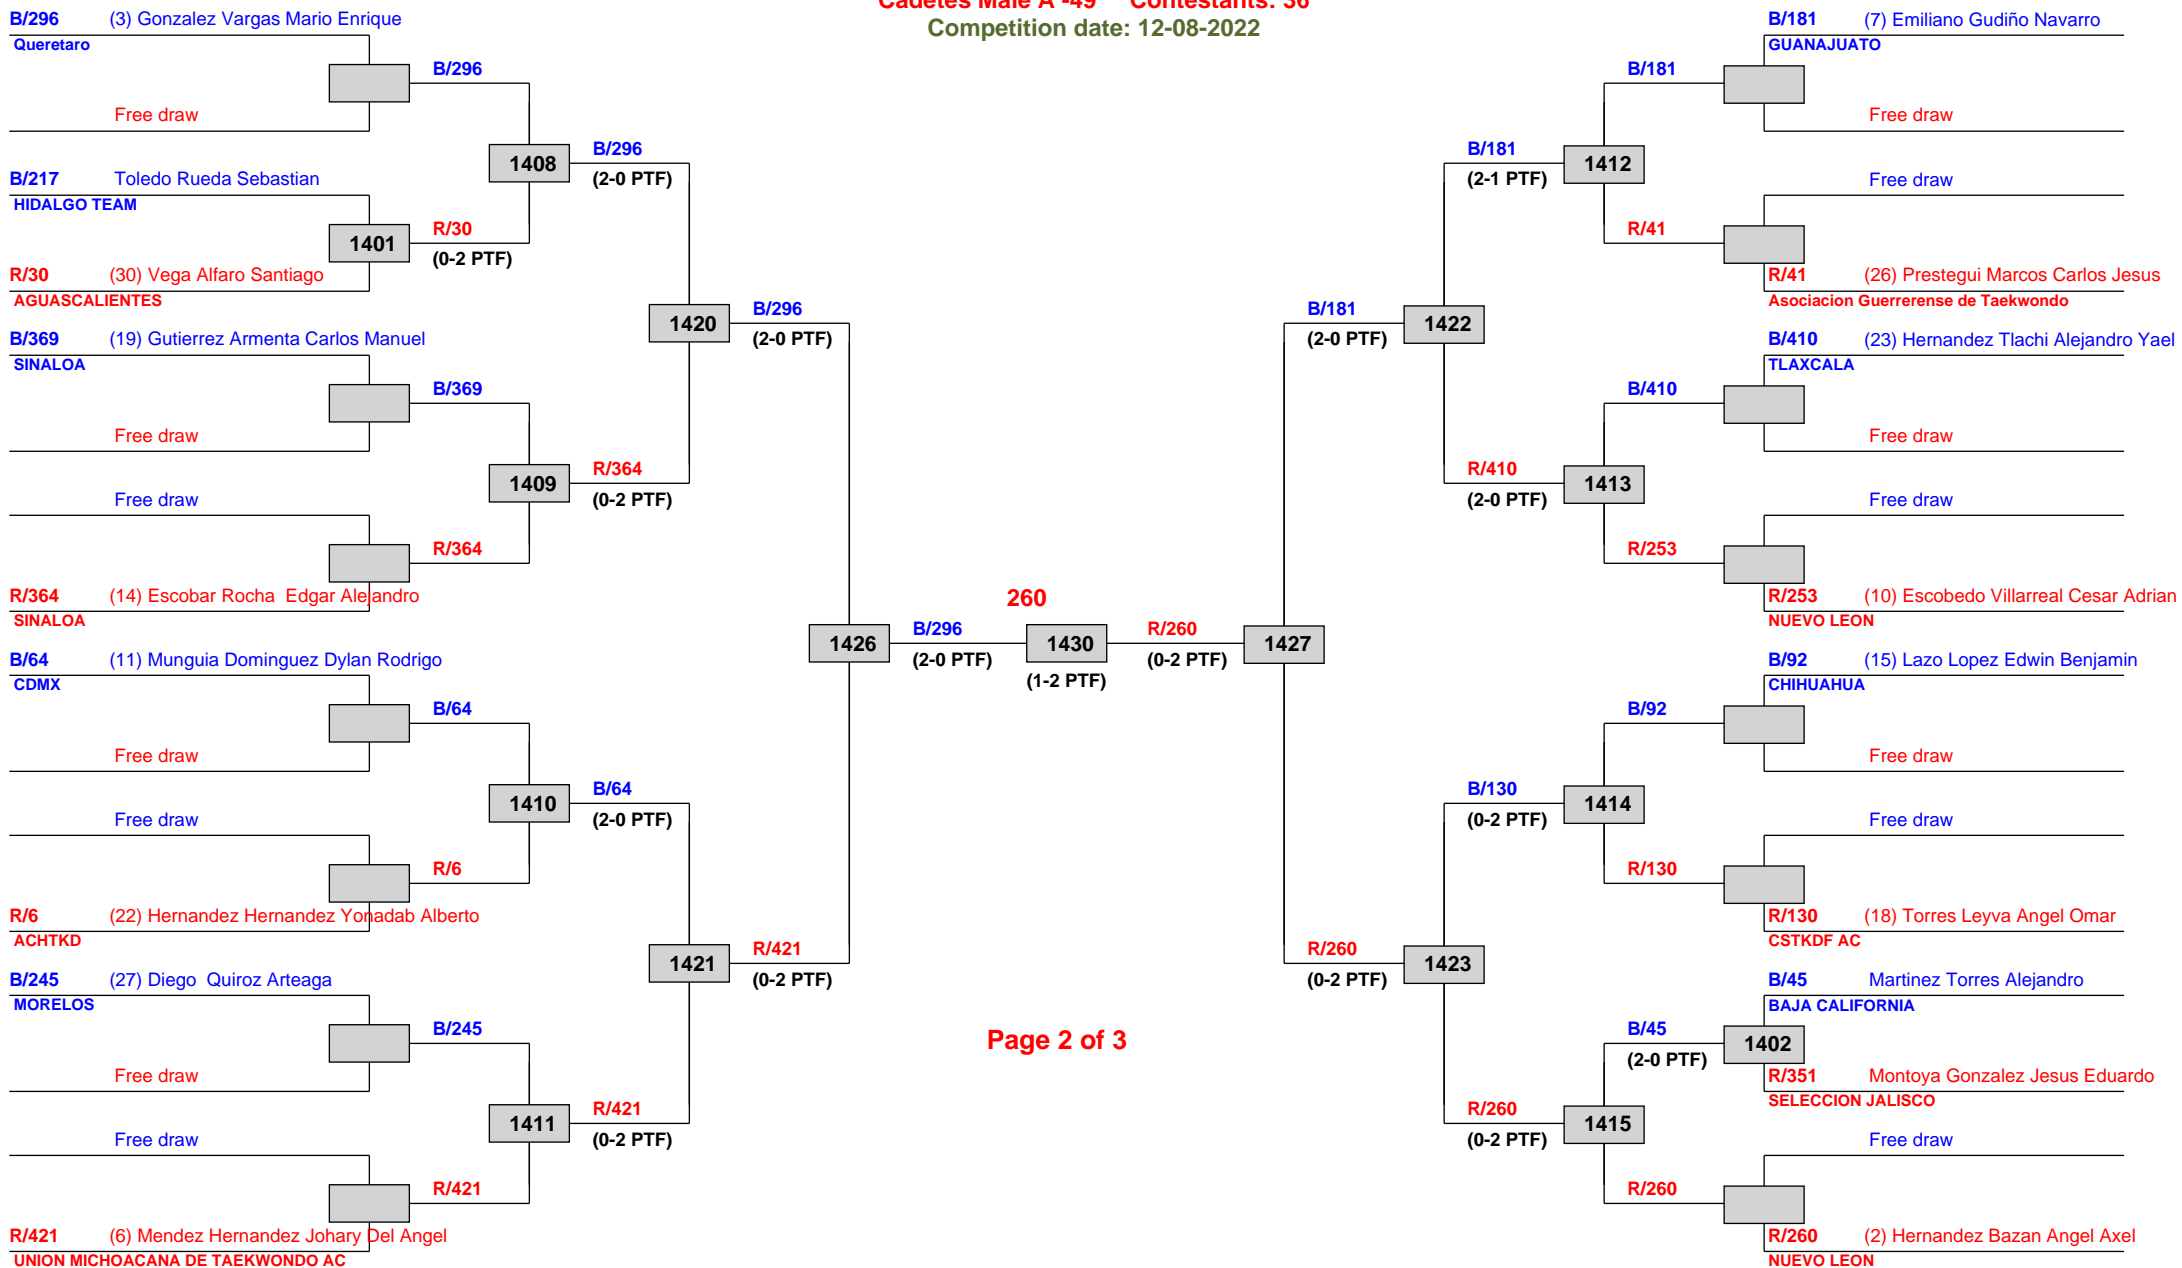 Cadetes Male A -49 Contestants: 36
Competition date: 12-08-2022
B/296 (3) Gonzalez Vargas Mario Enrique
Queretaro
B/296
Free draw
1408
B/296
(2-0 PTF)
B/217 Toledo Rueda Sebastian
HIDALGO TEAM
1401
R/30
(0-2 PTF)
R/30 (30) Vega Alfaro Santiago
AGUASCALIENTES
1420
B/296
(2-0 PTF)
B/369 (19) Gutierrez Armenta Carlos Manuel
SINALOA
B/369
Free draw
1409
R/364
(0-2 PTF)
Free draw
R/364
R/364 (14) Escobar Rocha  Edgar Alejandro
SINALOA
1426
B/296
(2-0 PTF)
B/64 (11) Munguia Dominguez Dylan Rodrigo
CDMX
B/64
Free draw
1410
B/64
(2-0 PTF)
Free draw
R/6
R/6 (22) Hernandez Hernandez Yonadab Alberto
ACHTKD
1421
R/421
(0-2 PTF)
B/245 (27) Diego  Quiroz Arteaga
MORELOS
B/245
Free draw
1411
R/421
(0-2 PTF)
Free draw
R/421
R/421 (6) Mendez Hernandez Johary Del Angel
UNION MICHOACANA DE TAEKWONDO AC
260
1430
(1-2 PTF)
Page 2 of 3
B/181 (7) Emiliano Gudiño Navarro
GUANAJUATO
B/181
Free draw
B/181
(2-1 PTF)
1412
Free draw
R/41
R/41 (26) Prestegui Marcos Carlos Jesus
Asociacion Guerrerense de Taekwondo
B/181
(2-0 PTF)
1422
B/410 (23) Hernandez Tlachi Alejandro Yael
TLAXCALA
B/410
Free draw
R/410
(2-0 PTF)
1413
Free draw
R/253
R/253 (10) Escobedo Villarreal Cesar Adrian
NUEVO LEON
R/260
(0-2 PTF)
1427
B/92 (15) Lazo Lopez Edwin Benjamin
CHIHUAHUA
B/92
Free draw
B/130
(0-2 PTF)
1414
Free draw
R/130
R/130 (18) Torres Leyva Angel Omar
CSTKDF AC
R/260
(0-2 PTF)
1423
B/45 Martinez Torres Alejandro
BAJA CALIFORNIA
B/45
(2-0 PTF)
1402
R/351 Montoya Gonzalez Jesus Eduardo
SELECCION JALISCO
R/260
(0-2 PTF)
1415
Free draw
R/260
R/260 (2) Hernandez Bazan Angel Axel
NUEVO LEON